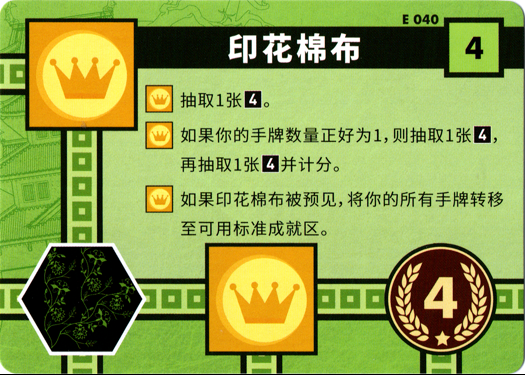 E 040
印花棉布
4
抽取1张4。
如果你的手牌数量正好为1,则抽取1张4,
再抽取1张4并计分。
如果印花棉布被预见,将你的所有手牌转移
至可用标准成就区。
4